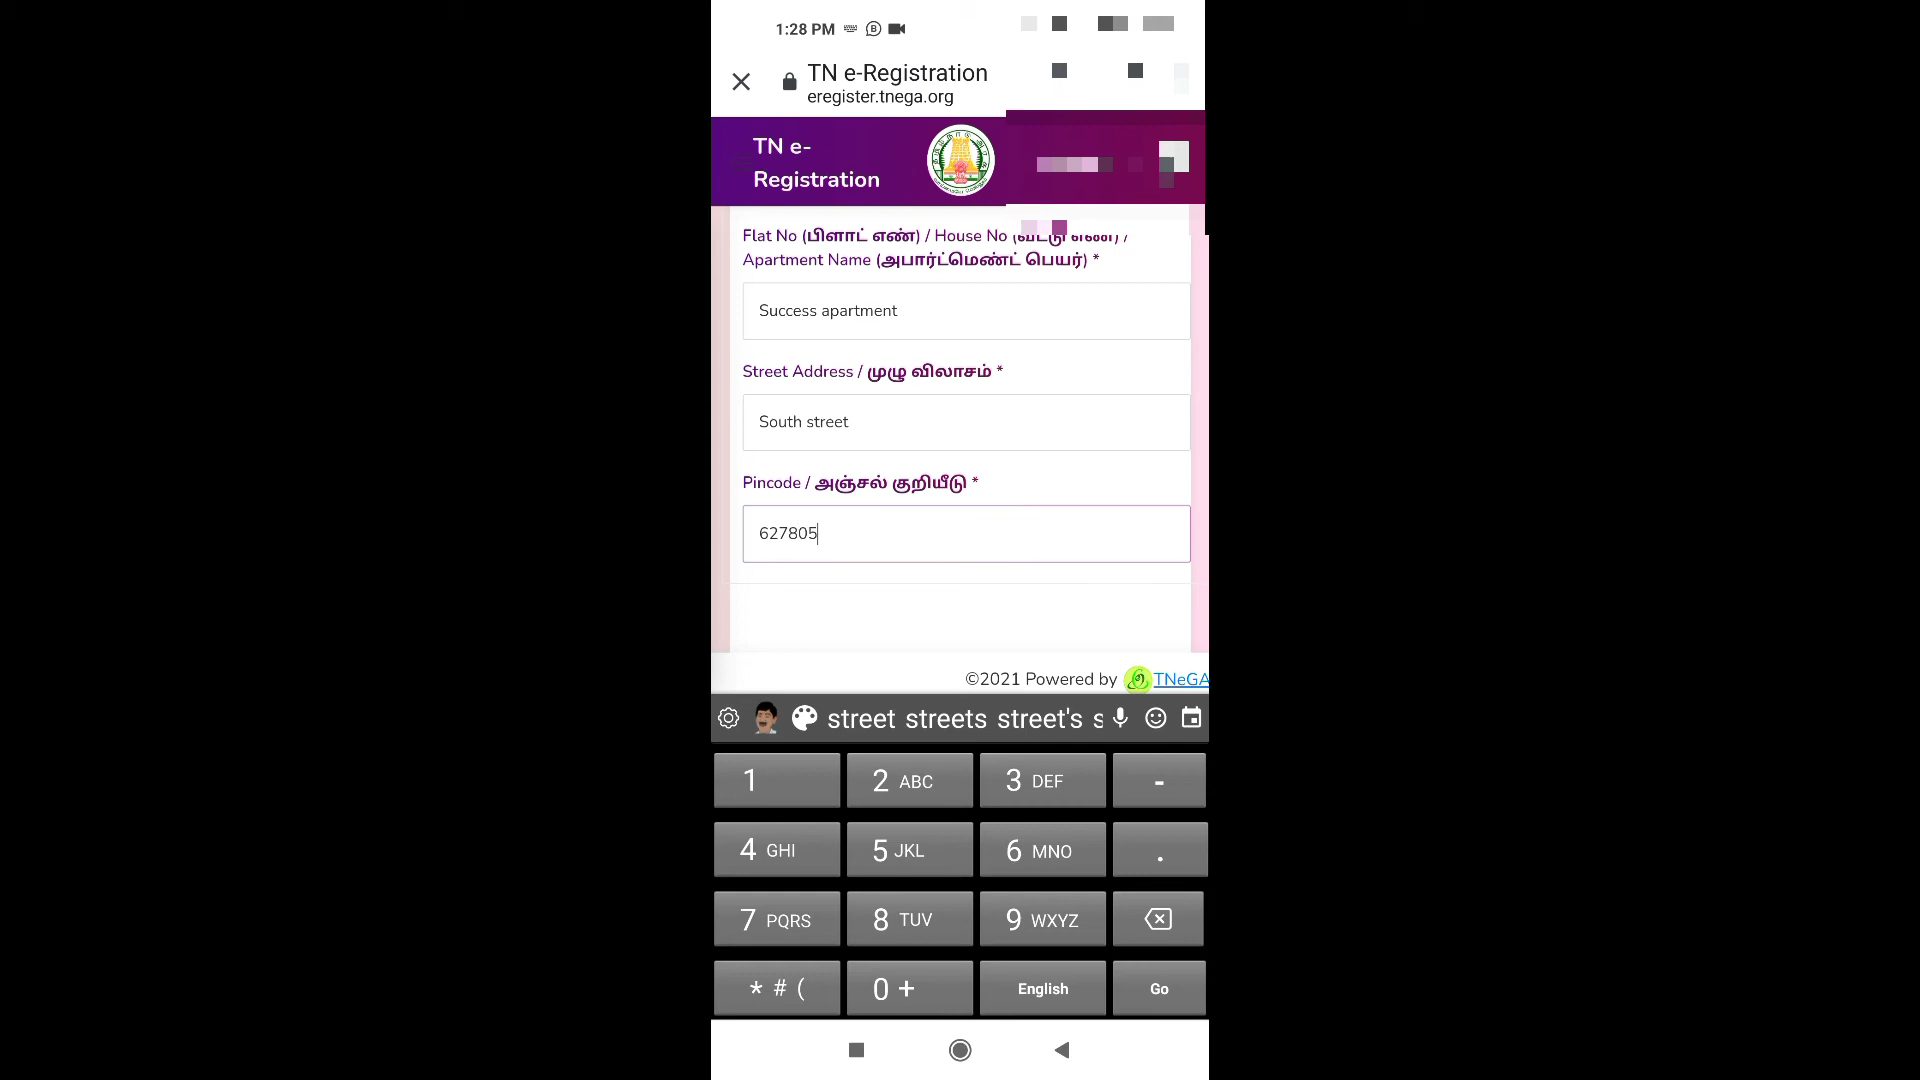 1:28 PM
TN e-Registration
eregister.tnega.org
TN e-
Registration
Flat No (பிளாட் எண்) / House No (வீட்டு எண்) /
Apartment Name (அபார்ட்மெண்ட் பெயர்) *
Success apartment
Street Address / முழு விலாசம் *
South street
Pincode / அஞ்சல் குறியீடு *
627805
©2021 Powered by TNeGA
street streets street's s
1 2 ABC 3 DEF -
4 GHI 5 JKL 6 MNO .
7 PQRS 8 TUV 9 WXYZ
* # ( 0 + English Go